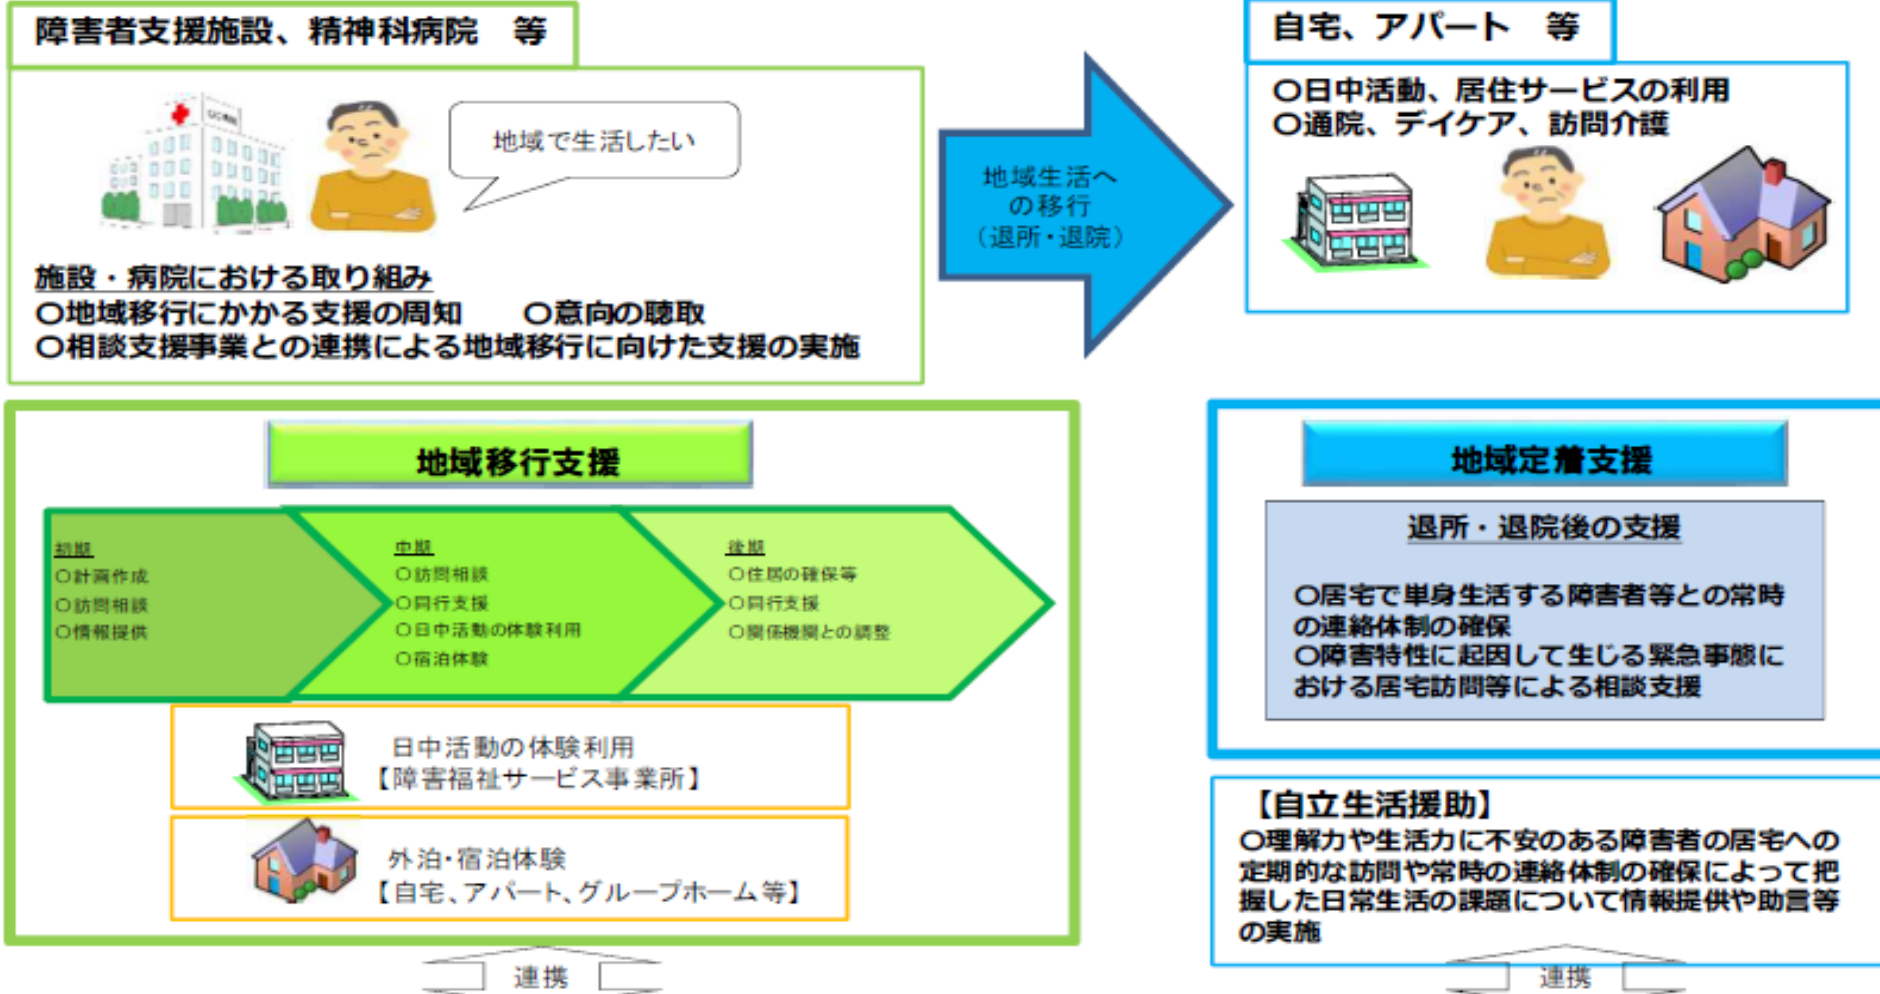 障害者支援施設、精神科病院　等
地域で生活したい
施設・病院における取り組み
〇地域移行にかかる支援の周知　　〇意向の聴取
〇相談支援事業との連携による地域移行に向けた支援の実施
地域生活へ
の移行
（退所・退院）
自宅、アパート　等
〇日中活動、居住サービスの利用
〇通院、デイケア、訪問介護
地域移行支援
初期
〇計画作成
〇訪問相談
〇情報提供
中期
〇訪問相談
〇同行支援
〇日中活動の体験利用
〇宿泊体験
後期
〇住居の確保等
〇同行支援
〇関係機関との調整
日中活動の体験利用
【障害福祉サービス事業所】
外泊・宿泊体験
【自宅、アパート、グループホーム等】
連携
地域定着支援
退所・退院後の支援
〇居宅で単身生活する障害者等との常時
の連絡体制の確保
〇障害特性に起因して生じる緊急事態に
おける居宅訪問等による相談支援
【自立生活援助】
〇理解力や生活力に不安のある障害者の居宅への
定期的な訪問や常時の連絡体制の確保によって把
握した日常生活の課題について情報提供や助言等
の実施
連携